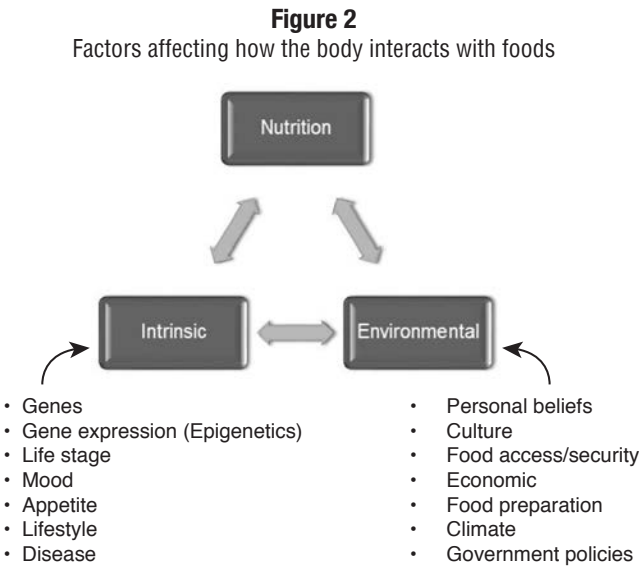 Figure 2
Factors affecting how the body interacts with foods
Nutrition
Intrinsic
Environmental
• Genes
• Gene expression (Epigenetics)
• Life stage
• Mood
• Appetite
• Lifestyle
• Disease
• Personal beliefs
• Culture
• Food access/security
• Economic
• Food preparation
• Climate
• Government policies